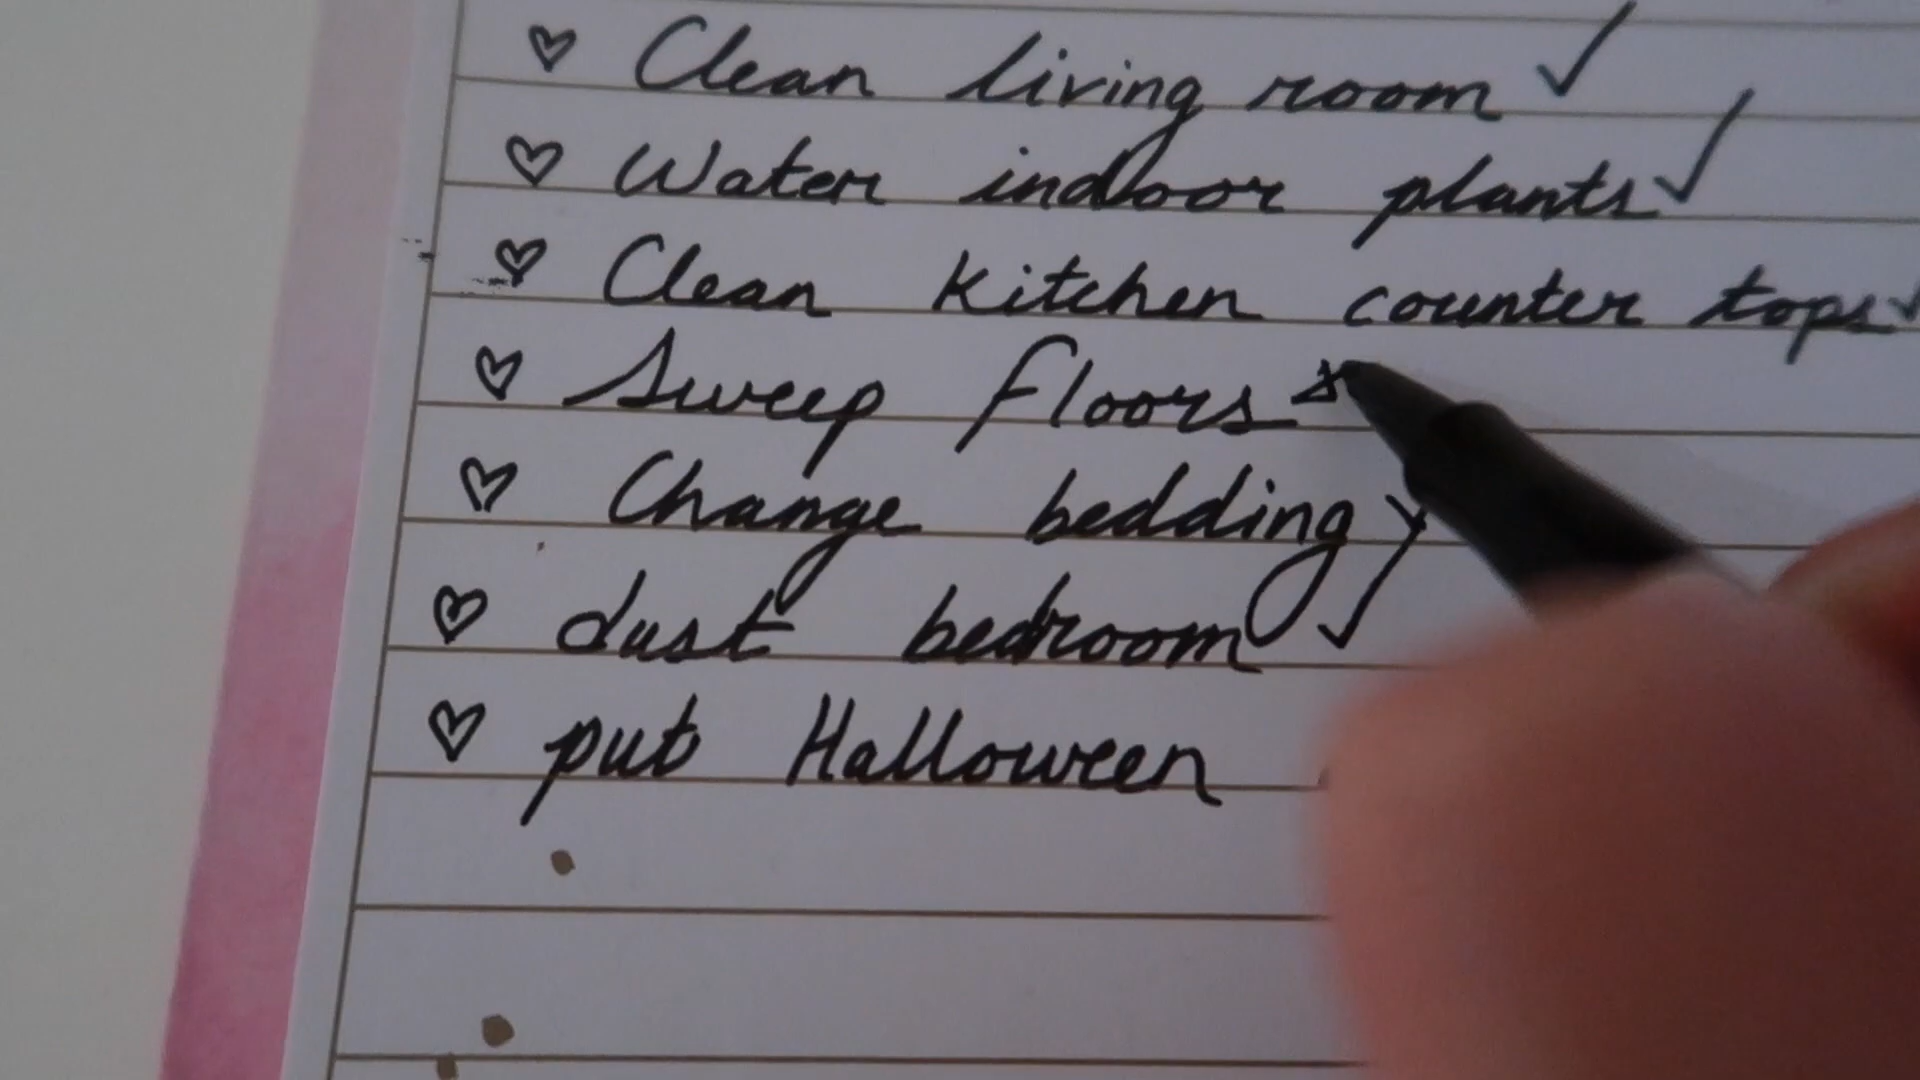 ♡ Clean living room ✓
♡ Water indoor plants ✓
♡ Clean kitchen counter tops ✓
♡ Sweep floors x
♡ Change bedding
♡ dust bedroom ✓
♡ put Halloween